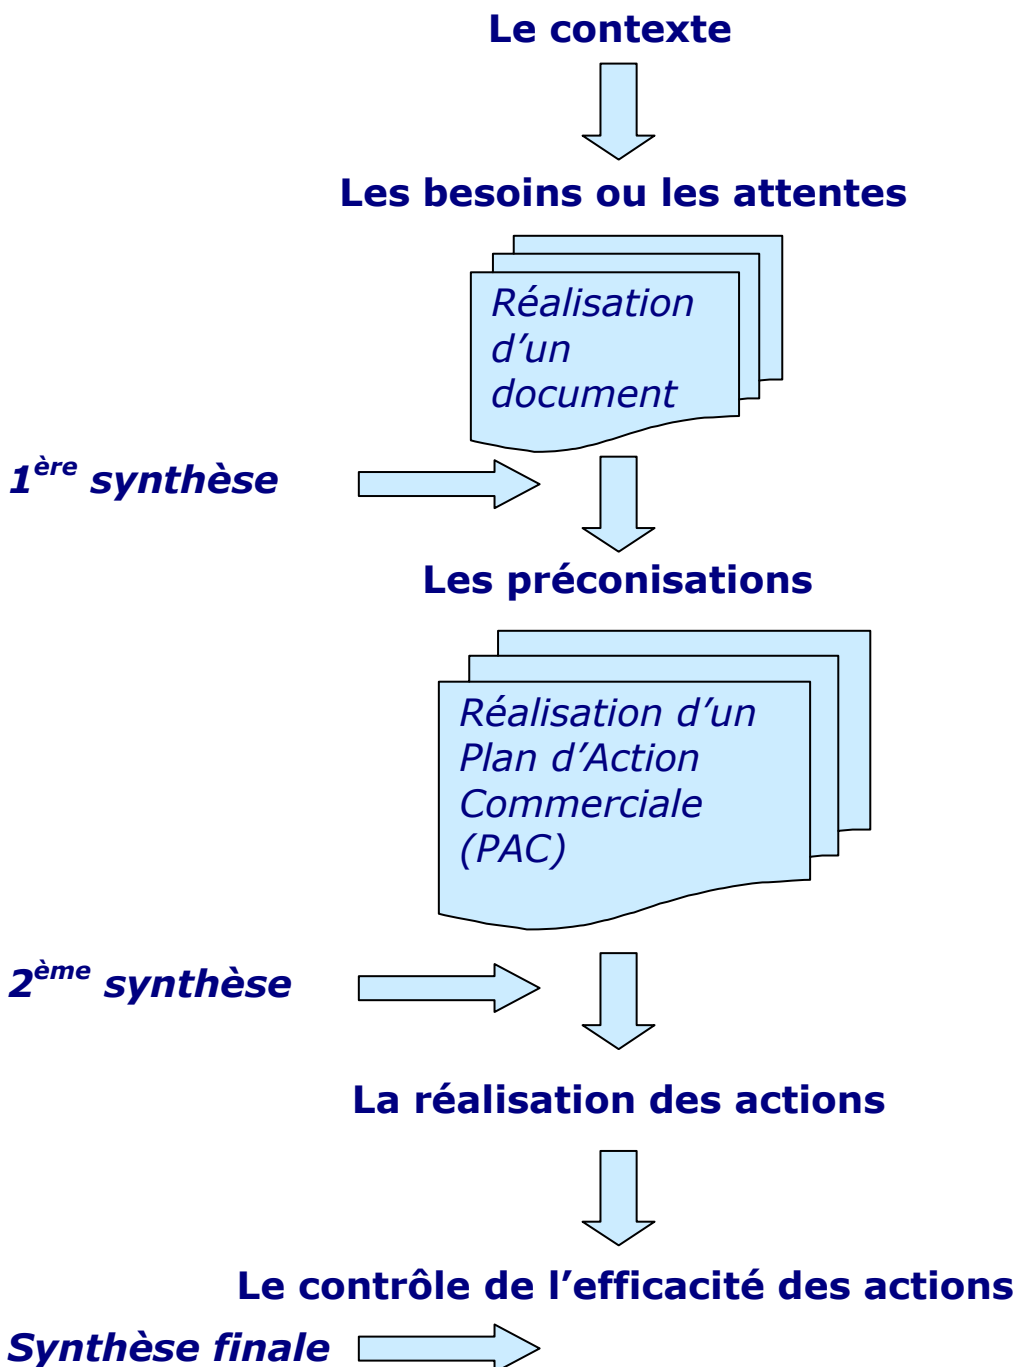 Le contexte
Les besoins ou les attentes
Réalisation
d’un
document
1ère synthèse
Les préconisations
Réalisation d’un
Plan d’Action
Commerciale
(PAC)
2ème synthèse
La réalisation des actions
Le contrôle de l’efficacité des actions
Synthèse finale